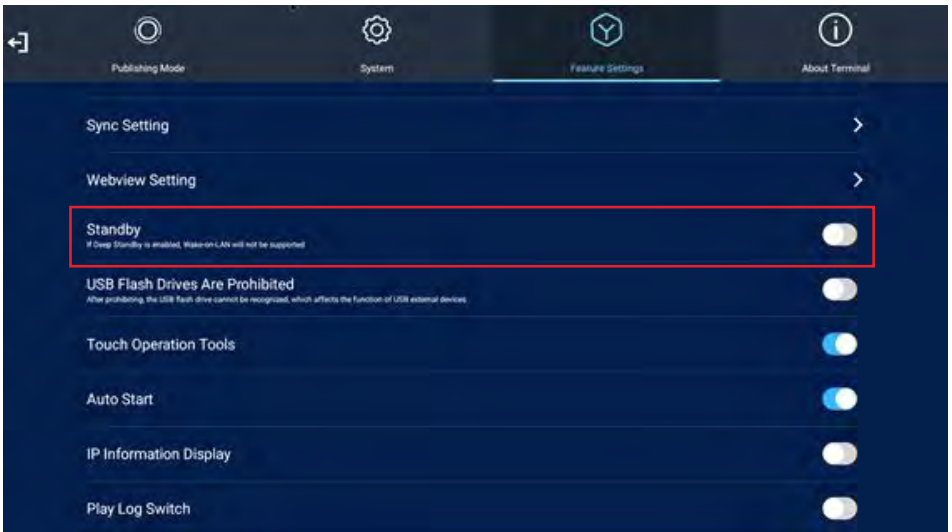 Publishing Mode
System
Feature Settings
About Terminal
Sync Setting
Webview Setting
Standby
If Deep Standby is enabled, Wake-on-LAN will not be supported
USB Flash Drives Are Prohibited
After prohibiting, the USB flash drive cannot be recognized, which affects the function of USB external devices
Touch Operation Tools
Auto Start
IP Information Display
Play Log Switch